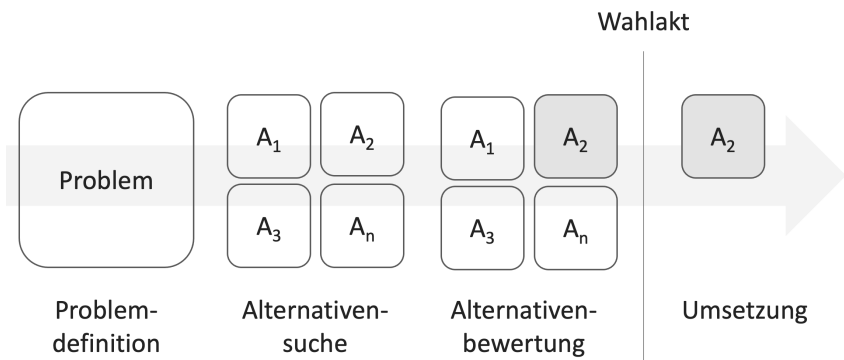 Wahlakt
A₁ A₂ A₁ A₂ A₂
Problem
A₃ Aₙ A₃ Aₙ
Problem-
definition
Alternativen-
suche
Alternativen-
bewertung
Umsetzung